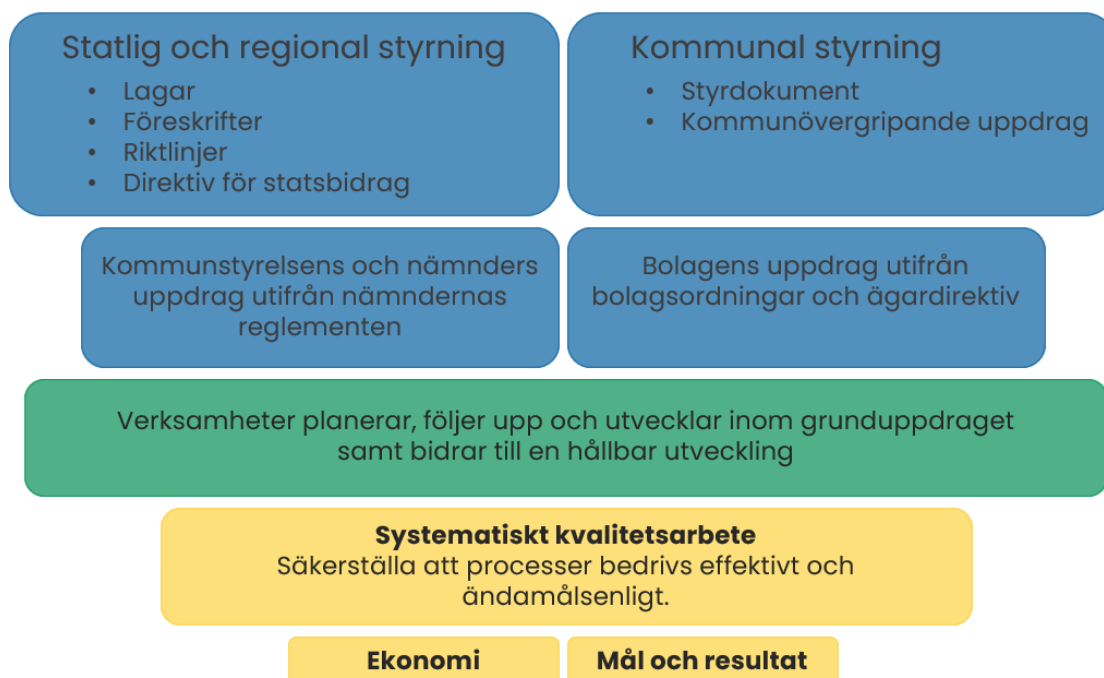 Statlig och regional styrning
• Lagar
• Föreskrifter
• Riktlinjer
• Direktiv för statsbidrag
Kommunal styrning
• Styrdokument
• Kommunövergripande uppdrag
Kommunstyrelsens och nämnders
uppdrag utifrån nämndernas
reglementen
Bolagens uppdrag utifrån
bolagsordningar och ägardirektiv
Verksamheter planerar, följer upp och utvecklar inom grunduppdraget
samt bidrar till en hållbar utveckling
Systematiskt kvalitetsarbete
Säkerställa att processer bedrivs effektivt och
ändamålsenligt.
Ekonomi
Mål och resultat